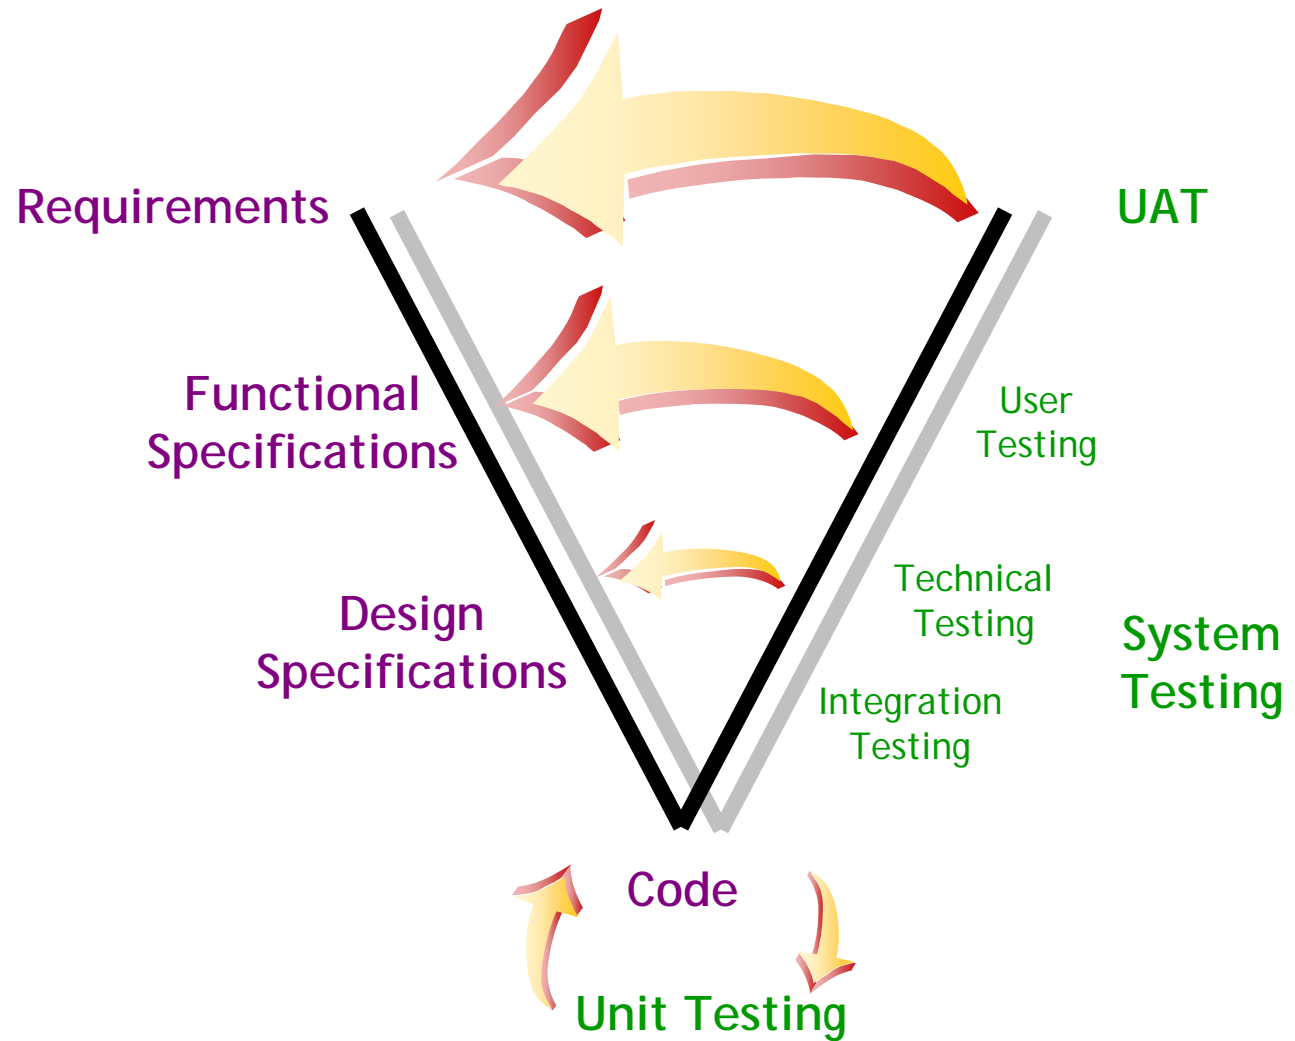 Requirements
UAT
Functional
Specifications
User
Testing
Technical
Testing
Design
Specifications
System
Testing
Integration
Testing
Code
Unit Testing